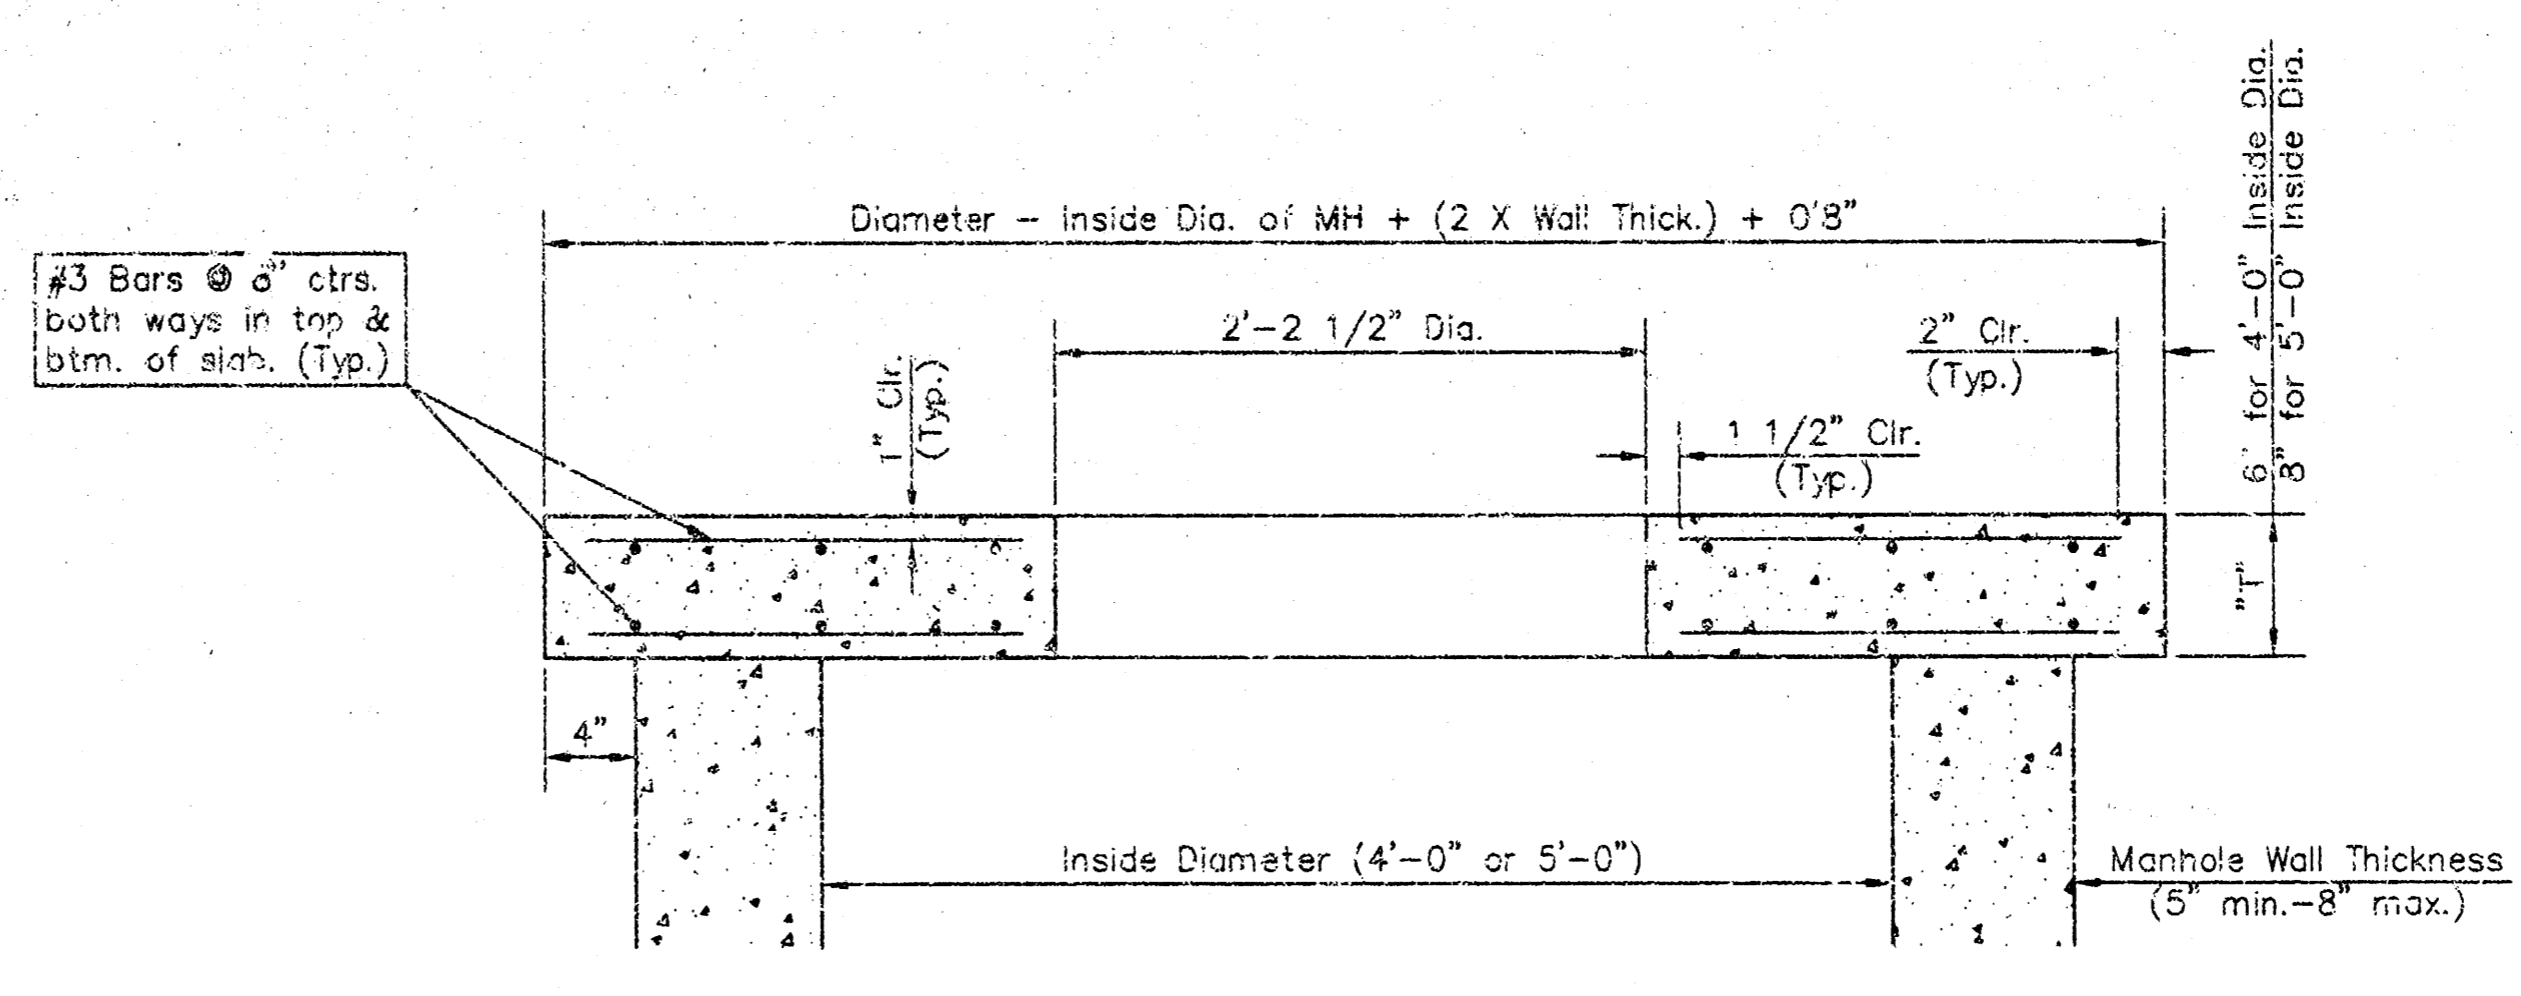 6" for 4'-0" Inside Dia.
8" for 5'-0" Inside Dia.
Diameter - Inside Dia. of MH + (2 X Wall Thick.) + 0'8"
#3 Bars @ 6" ctrs.
both ways in top &
btm. of slab. (Typ.)
2'-2 1/2" Dia.
2" Clr.
(Typ.)
1" Clr.
(Typ.)
1 1/2" Clr.
(Typ.)
"T"
4"
Inside Diameter (4'-0" or 5'-0")
Manhole Wall Thickness
(5" min.-8" max.)